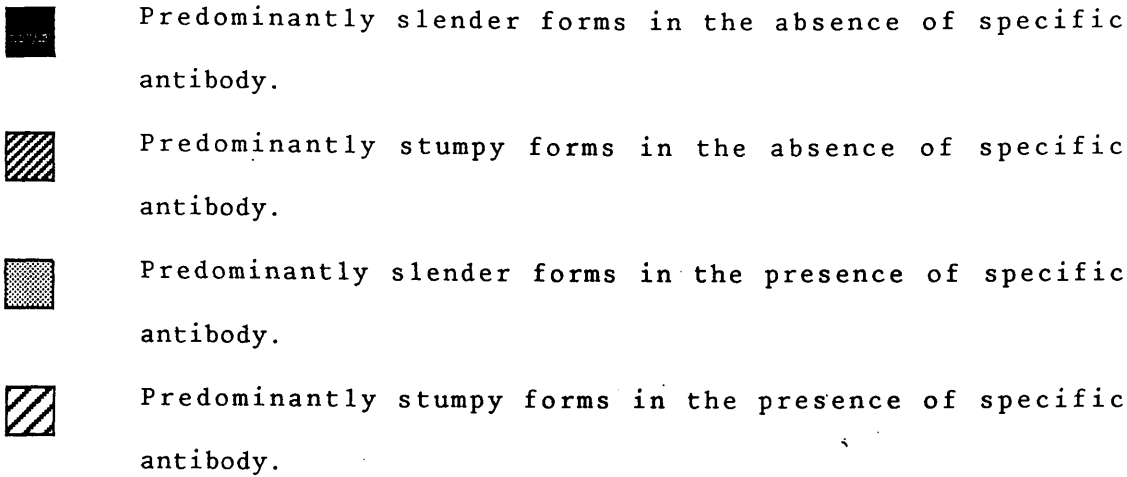 Predominantly slender forms in the absence of specific
antibody.
Predominantly stumpy forms in the absence of specific
antibody.
Predominantly slender forms in the presence of specific
antibody.
Predominantly stumpy forms in the presence of specific
antibody.